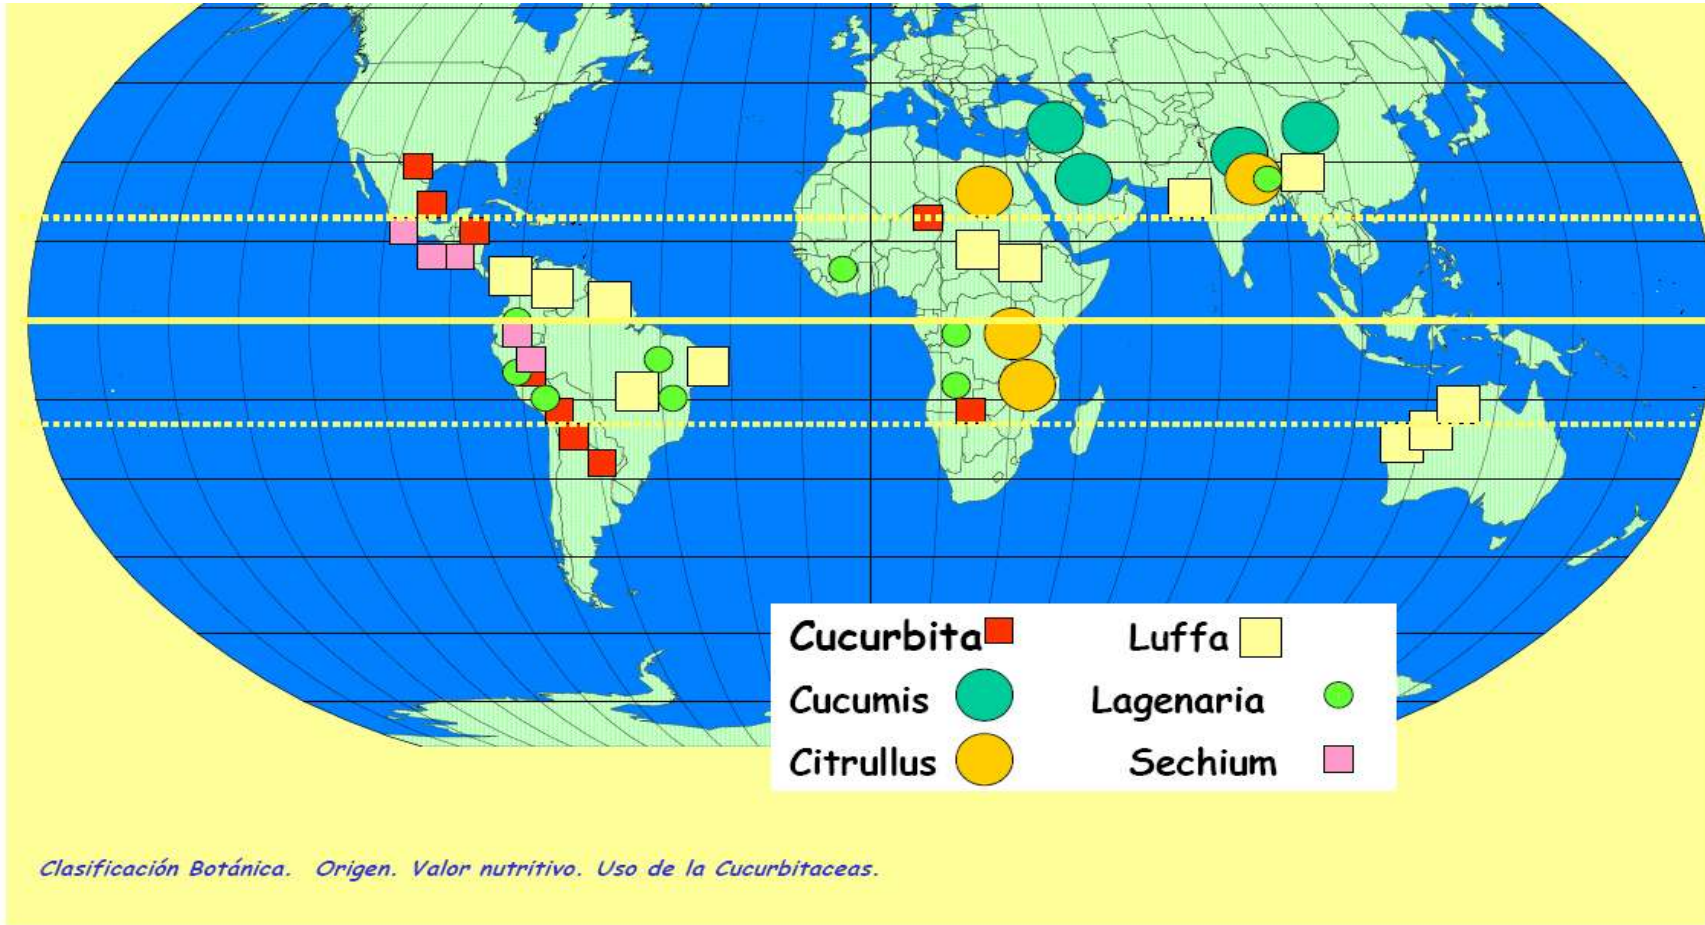 Cucurbita Luffa
Cucumis Lagenaria
Citrullus Sechium
Clasificación Botánica. Origen. Valor nutritivo. Uso de la Cucurbitaceas.